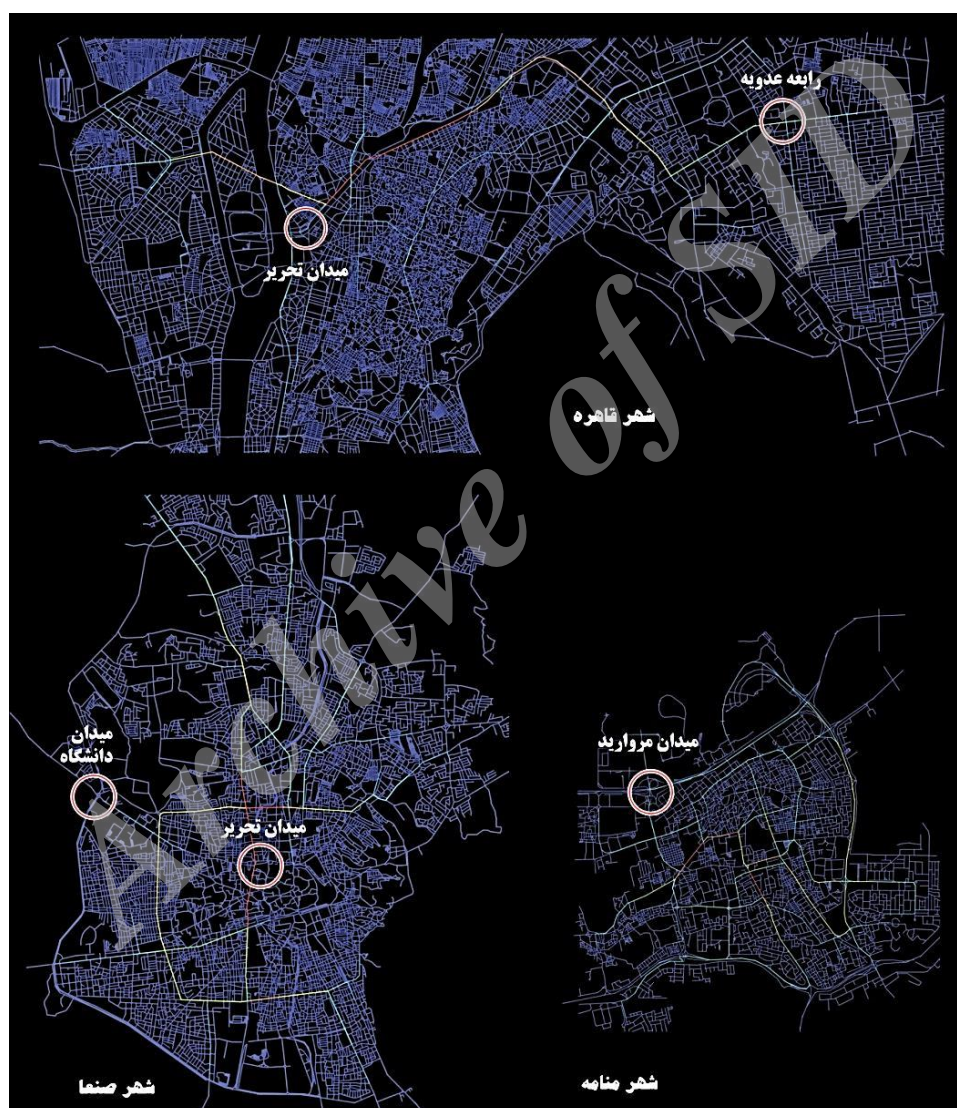 رابعه عدویه
میدان تحریر
شهر قاهره
میدان
دانشگاه
میدان تحریر
میدان مروارید
شهر صنعا
شهر منامه
Archive of SID